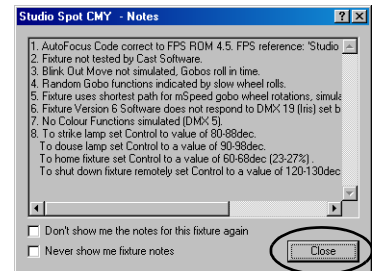 Studio Spot CMY - Notes
1. AutoFocus Code correct to FPS ROM 4.5. FPS reference: 'Studio
2. Fixture not tested by Cast Software.
3. Blink Out Move not simulated, Gobos roll in time.
4. Random Gobo functions indicated by slow wheel rolls.
5. Fixture uses shortest path for mSpeed gobo wheel rotations, simula
6. Fixture Version 6 Software does not respond to DMX 19 (Iris) set b
7. No Colour Functions simulated (DMX 5).
8. To strike lamp set Control to value of 80-88dec.
To douse lamp set Control to a value of 90-98dec.
To home fixture set Control to value of 60-68dec (23-27%) .
To shut down fixture remotely set Control to a value of 120-130dec
Don't show me the notes for this fixture again
Never show me fixture notes
Close